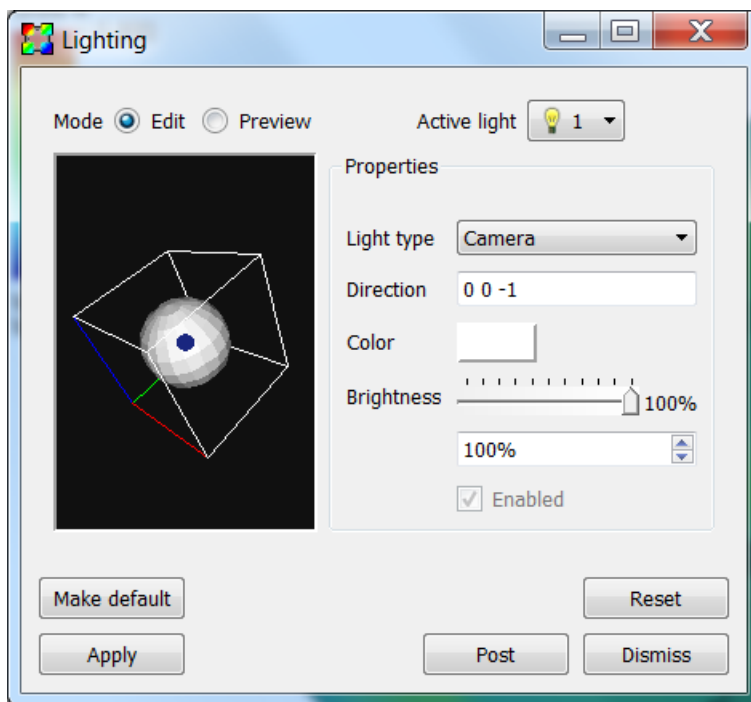 Lighting
Mode Edit Preview Active light 1
Properties
Light type Camera
Direction 0 0 -1
Color
Brightness 100%
100%
Enabled
Make default Reset
Apply Post Dismiss